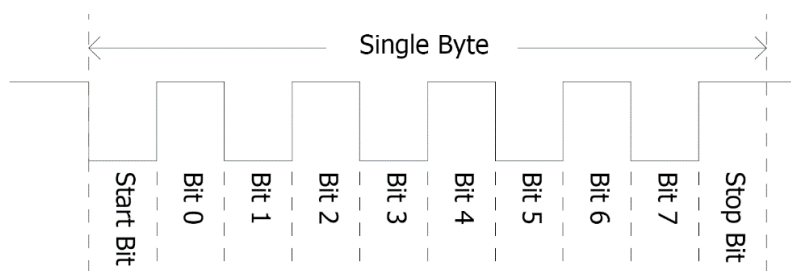 Single Byte
Start Bit
Bit 0
Bit 1
Bit 2
Bit 3
Bit 4
Bit 5
Bit 6
Bit 7
Stop Bit